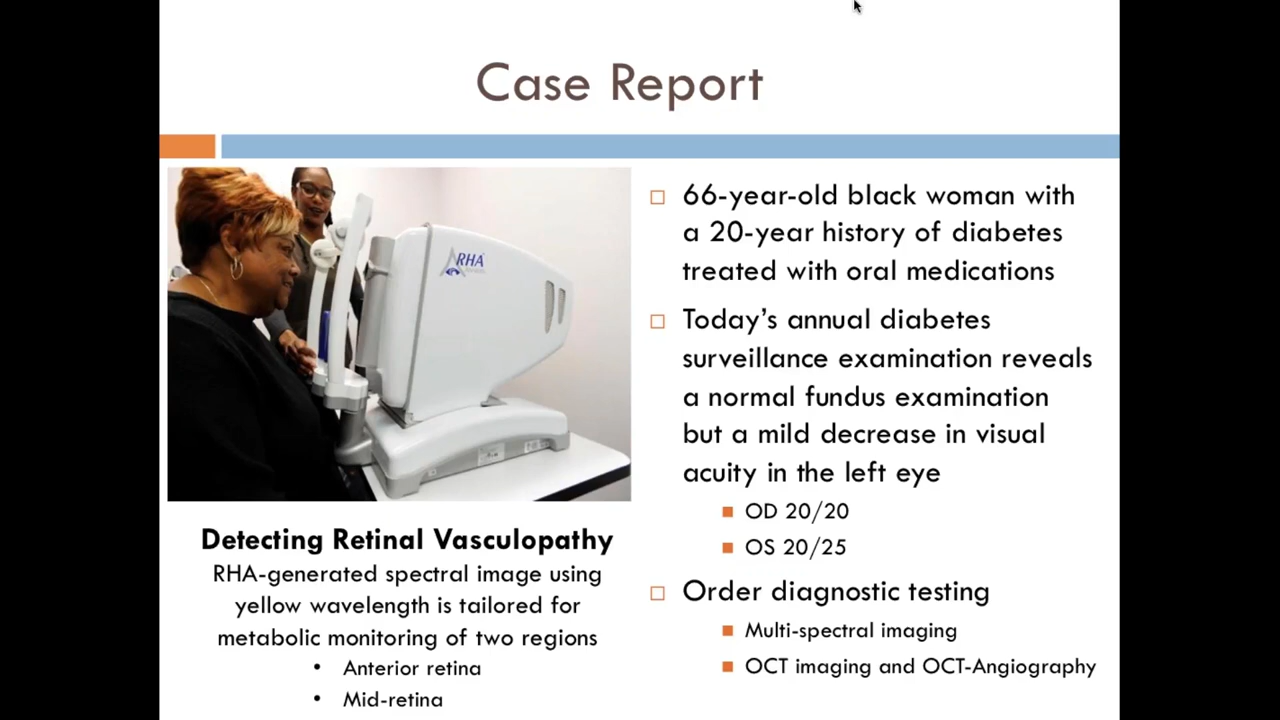 Case Report
RHA
Detecting Retinal Vasculopathy
RHA-generated spectral image using
yellow wavelength is tailored for
metabolic monitoring of two regions
• Anterior retina
• Mid-retina
66-year-old black woman with
a 20-year history of diabetes
treated with oral medications
Today's annual diabetes
surveillance examination reveals
a normal fundus examination
but a mild decrease in visual
acuity in the left eye
OD 20/20
OS 20/25
Order diagnostic testing
Multi-spectral imaging
OCT imaging and OCT-Angiography